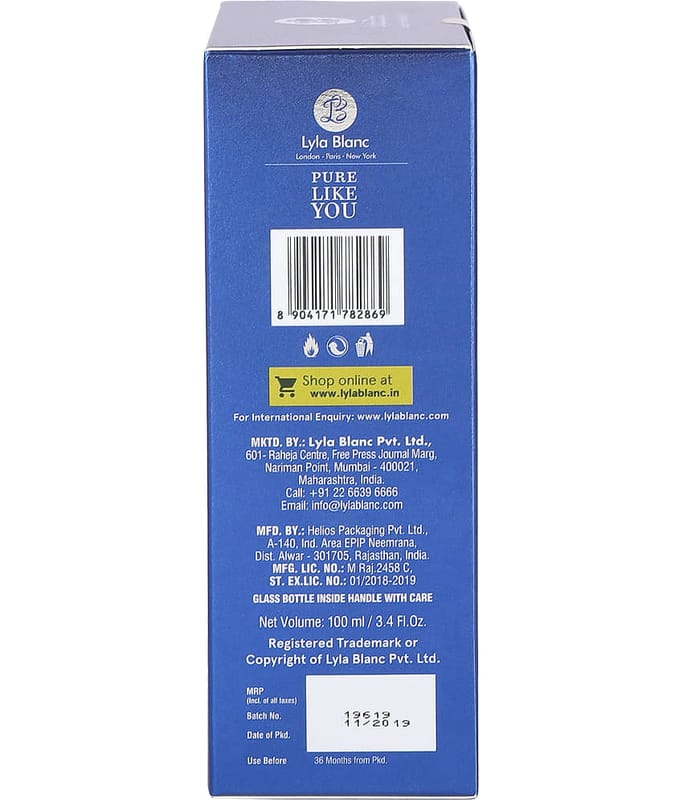 Lyla Blanc
London · Paris · New York
PURE
LIKE
YOU
8 904171 782869
Shop online at
www.lylablanc.in
For International Enquiry: www.lylablanc.com
MKTD. BY.: Lyla Blanc Pvt. Ltd.,
601- Raheja Centre, Free Press Journal Marg,
Nariman Point, Mumbai - 400021,
Maharashtra, India.
Call: +91 22 6639 6666
Email: info@lylablanc.com
MFD. BY.: Helios Packaging Pvt. Ltd.,
A-140, Ind. Area EPIP Neemrana,
Dist. Alwar - 301705, Rajasthan, India.
MFG. LIC. NO.: M Raj.2458 C,
ST. EX.LIC. NO.: 01/2018-2019
GLASS BOTTLE INSIDE HANDLE WITH CARE
Net Volume: 100 ml / 3.4 Fl.Oz.
Registered Trademark or
Copyright of Lyla Blanc Pvt. Ltd.
MRP
(Incl. of all taxes)
Batch No. 19619
11/2019
Date of Pkd.
Use Before 36 Months from Pkd.